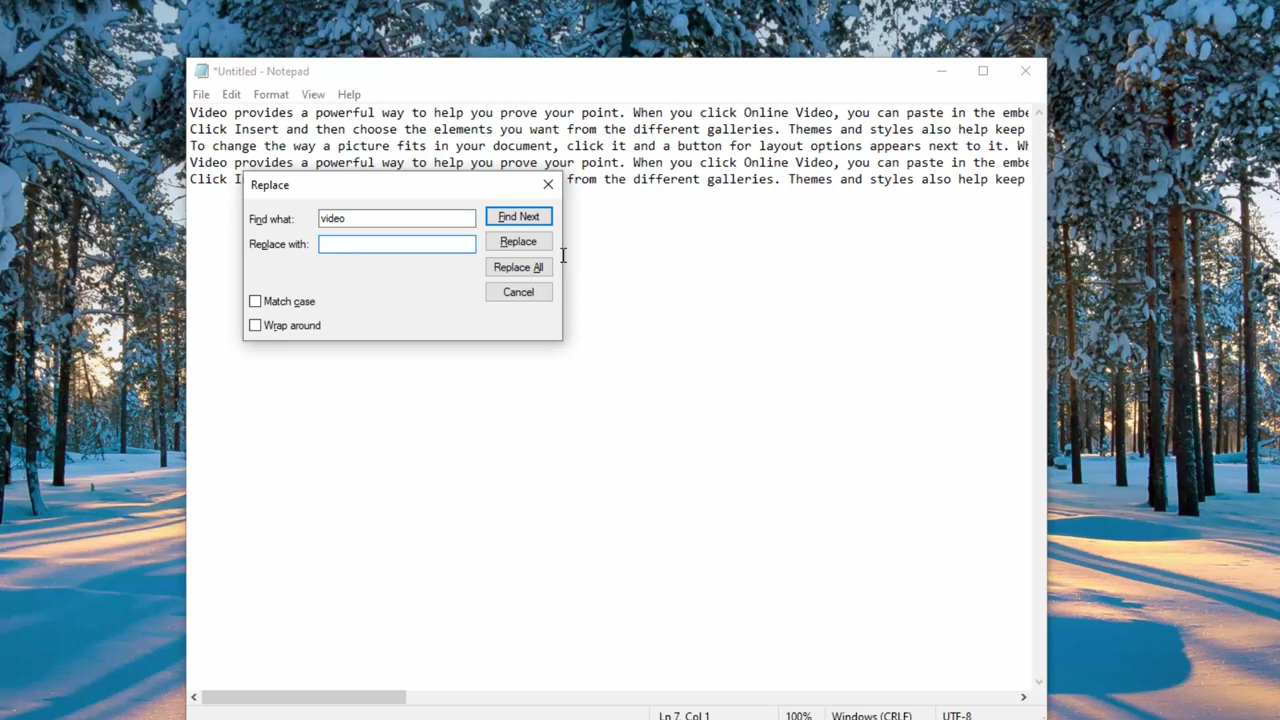 *Untitled - Notepad
File Edit Format View Help
Video provides a powerful way to help you prove your point. When you click Online Video, you can paste in the embe
Click Insert and then choose the elements you want from the different galleries. Themes and styles also help keep
To change the way a picture fits in your document, click it and a button for layout options appears next to it. Wh
Video provides a powerful way to help you prove your point. When you click Online Video, you can paste in the embe
Click I from the different galleries. Themes and styles also help keep
Replace
Find what: video Find Next
Replace with: Replace
Replace All
Cancel
Match case
Wrap around
Ln 7, Col 1 100% Windows (CRLF) UTF-8